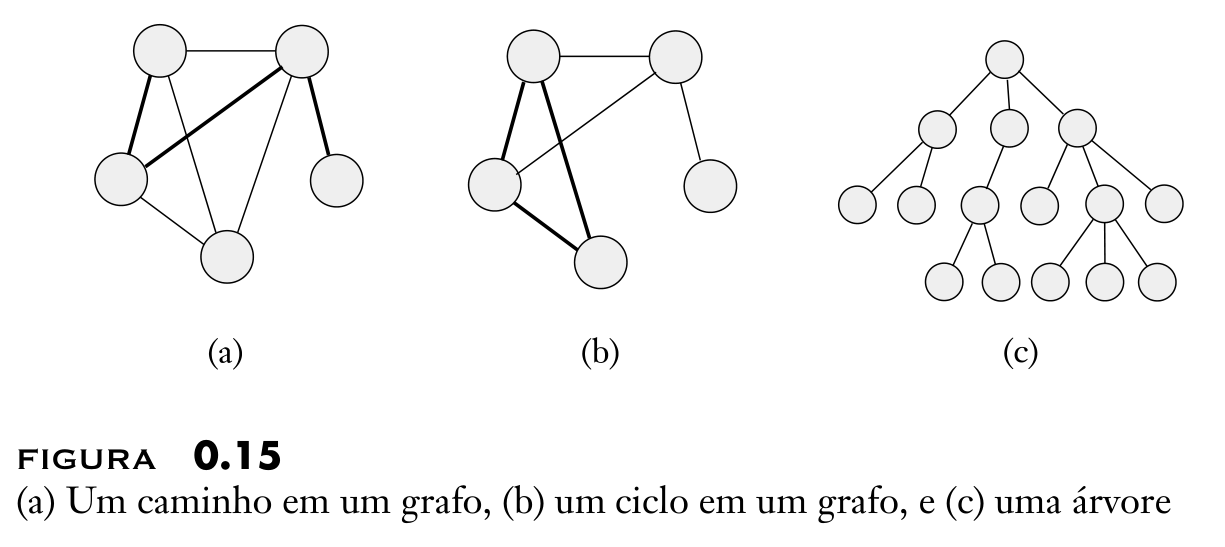 (a) (b) (c)
FIGURA 0.15
(a) Um caminho em um grafo, (b) um ciclo em um grafo, e (c) uma árvore